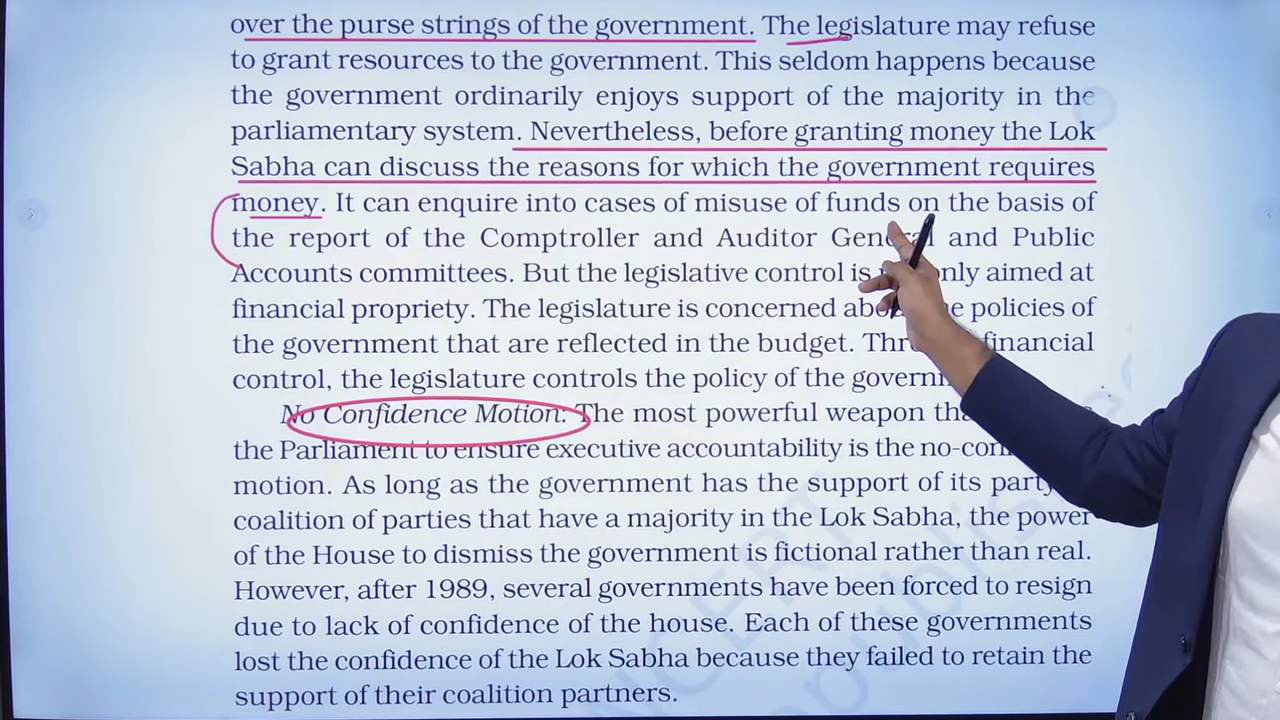 over the purse strings of the government. The legislature may refuse
to grant resources to the government. This seldom happens because
the government ordinarily enjoys support of the majority in the
parliamentary system. Nevertheless, before granting money the Lok
Sabha can discuss the reasons for which the government requires
money. It can enquire into cases of misuse of funds on the basis of
the report of the Comptroller and Auditor General and Public
Accounts committees. But the legislative control is only aimed at
financial propriety. The legislature is concerned policies of
the government that are reflected in the budget. financial
control, the legislature controls the policy of the
No Confidence Motion: The most powerful weapon
the Parliament to ensure executive accountability is the
motion. As long as the government has the support of its party
coalition of parties that have a majority in the Lok Sabha, the power
of the House to dismiss the government is fictional rather than real.
However, after 1989, several governments have been forced to resign
due to lack of confidence of the house. Each of these governments
lost the confidence of the Lok Sabha because they failed to retain the
support of their coalition partners.